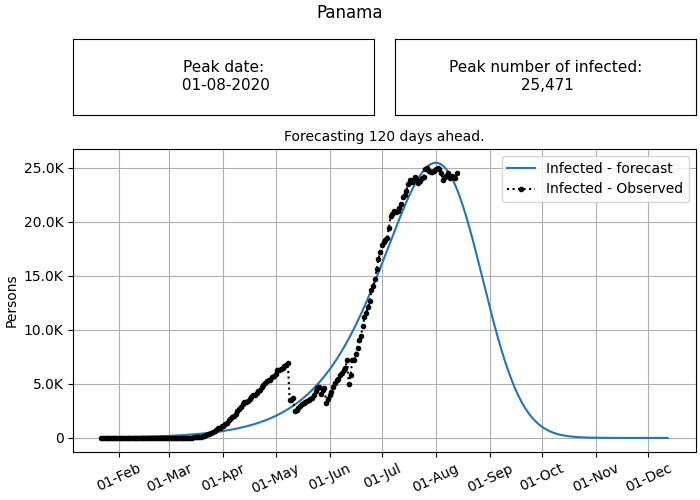 Panama
Peak date:
01-08-2020
Peak number of infected:
25,471
Forecasting 120 days ahead.
Infected - forecast
Infected - Observed
Persons
25.0K
20.0K
15.0K
10.0K
5.0K
0
01-Feb 01-Mar 01-Apr 01-May 01-Jun 01-Jul 01-Aug 01-Sep 01-Oct 01-Nov 01-Dec